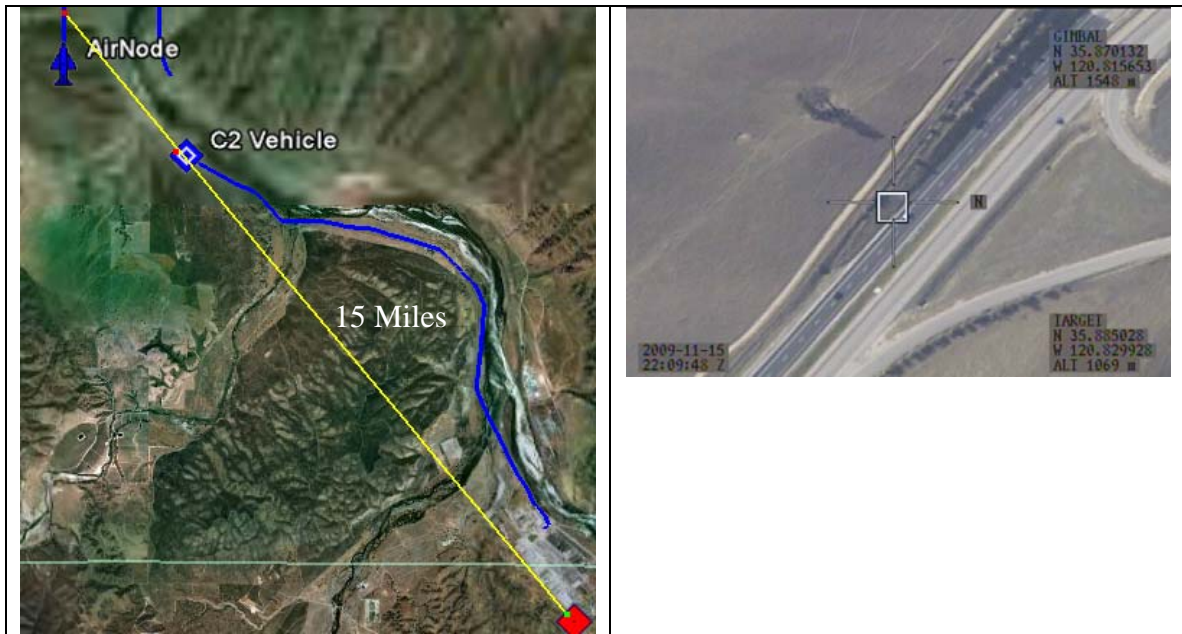 AirNode
C2 Vehicle
15 Miles
GIMBAL
N 35.870132
W 120.815653
ALT 1548 m
N
TARGET
N 35.885028
W 120.829928
ALT 1069 m
2009-11-15
22:09:48 Z